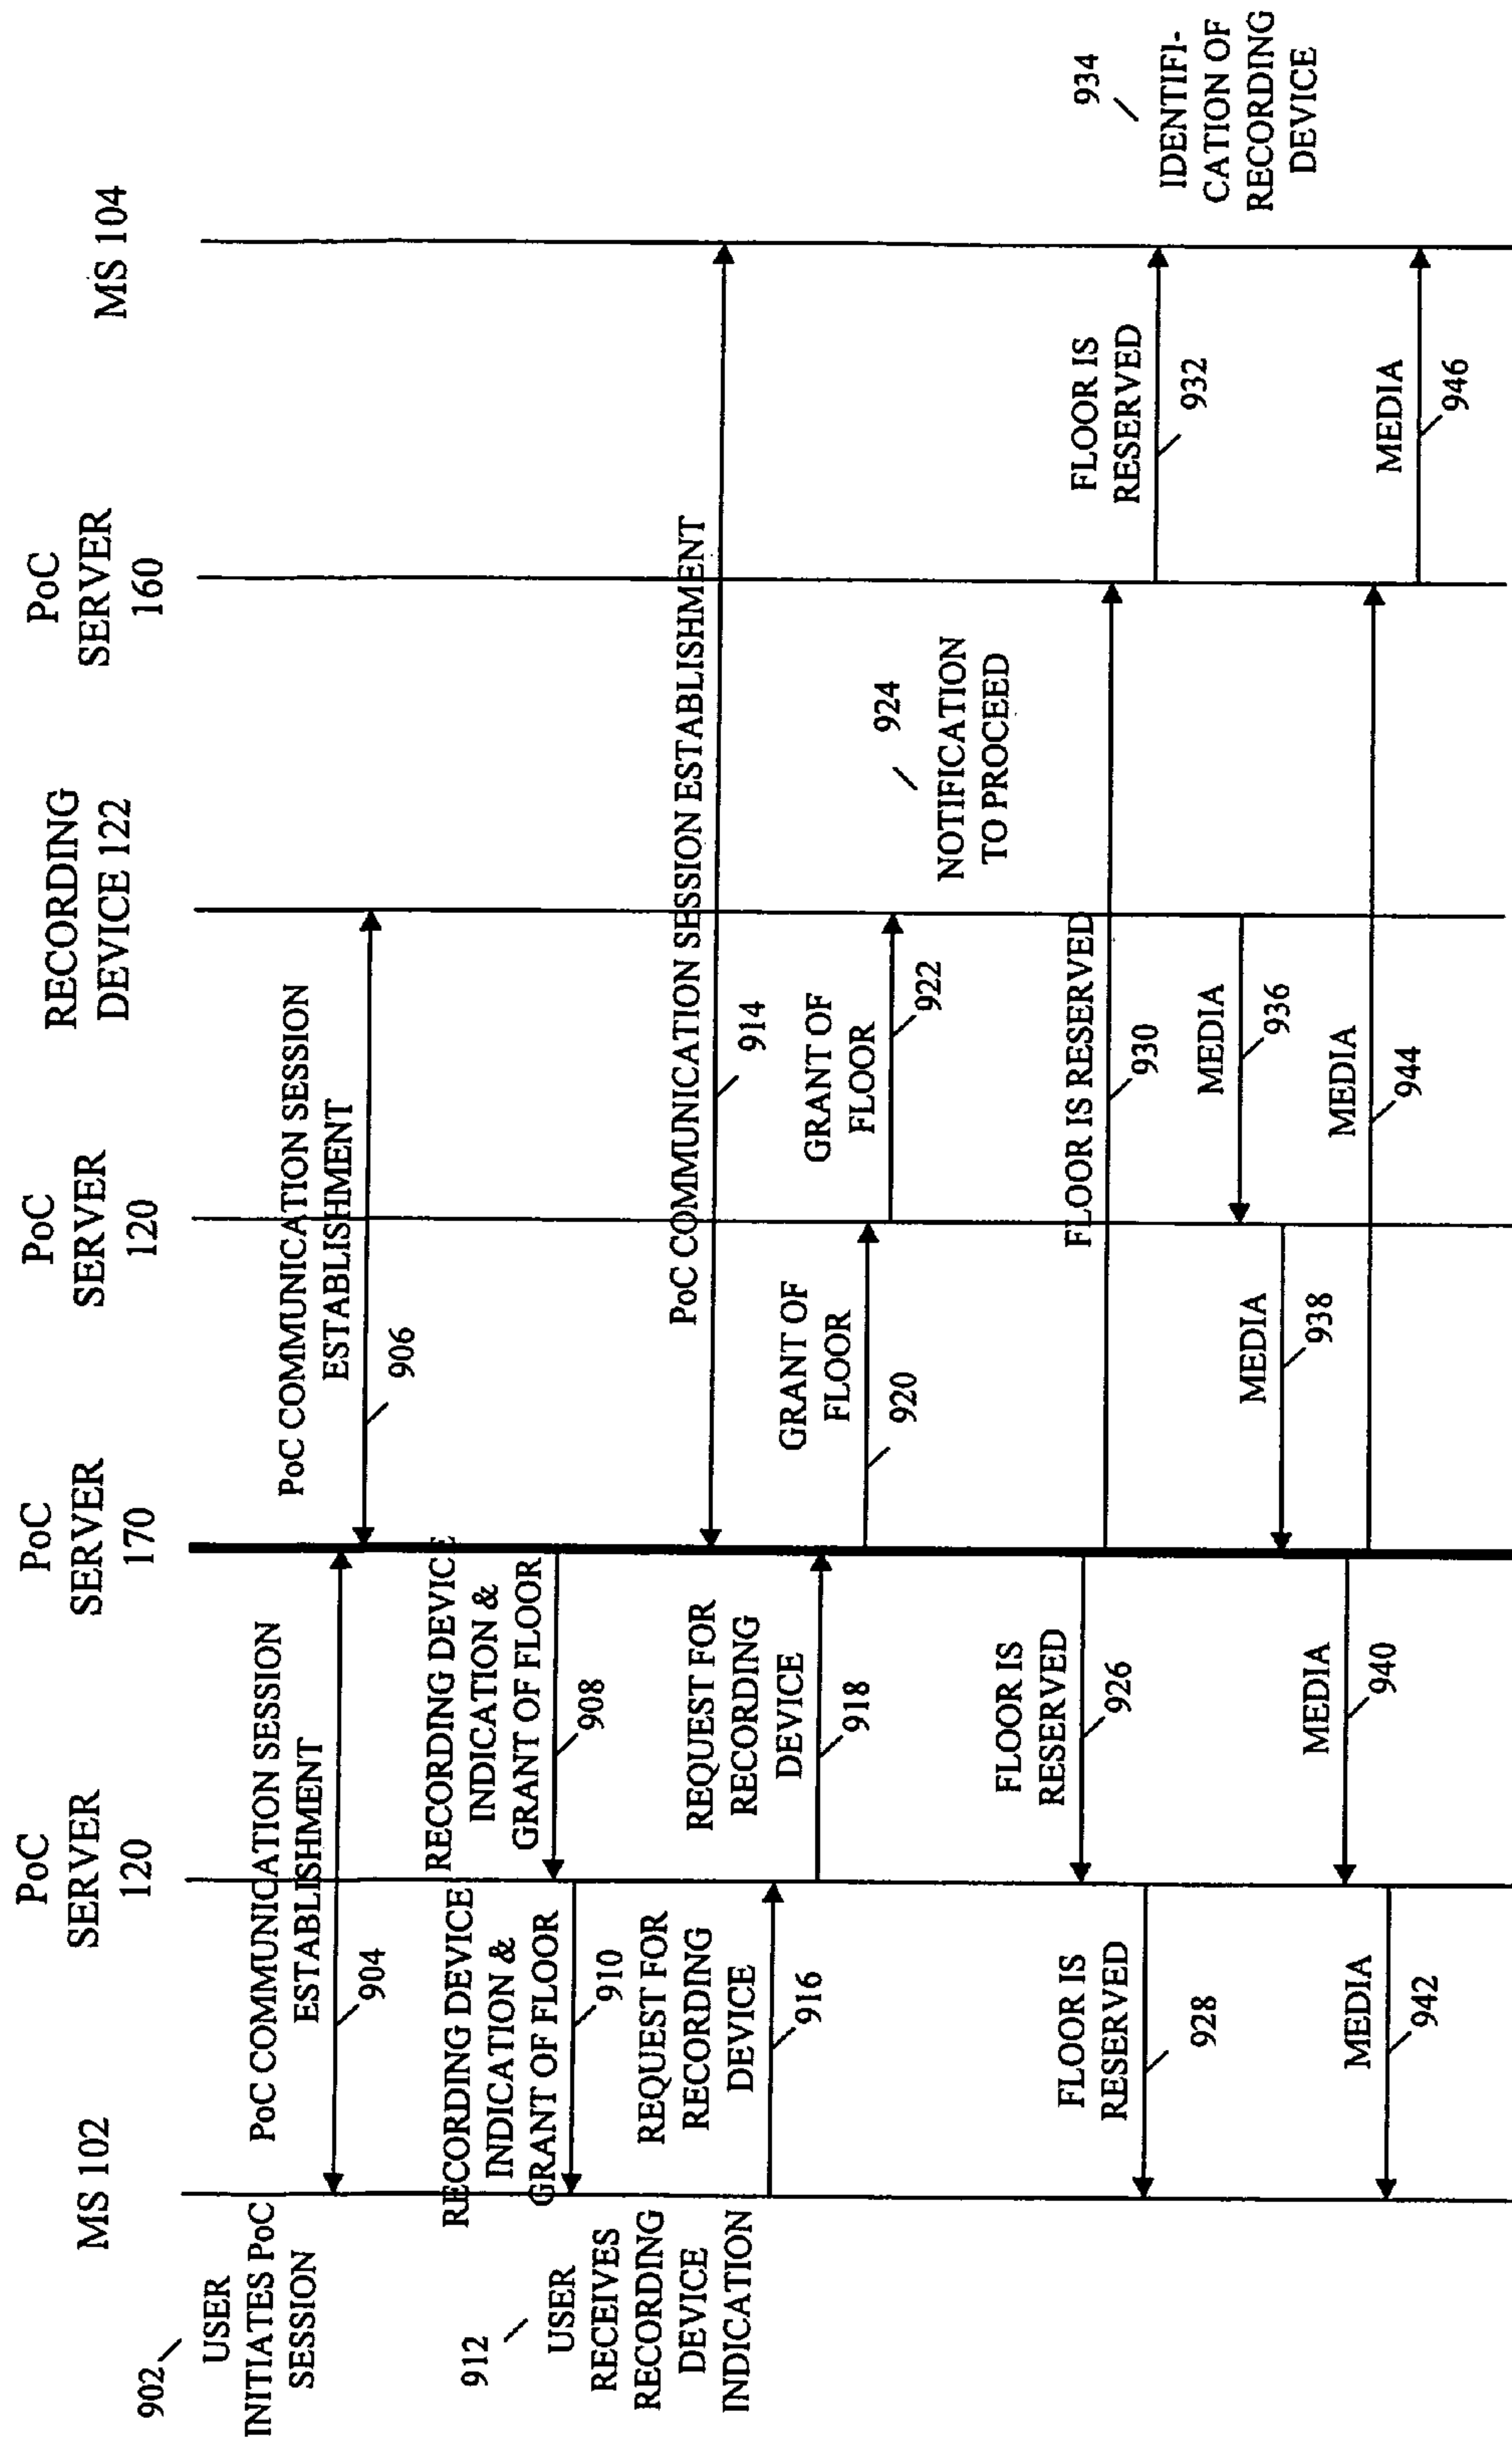 MS 102
PoC
SERVER
120
PoC
SERVER
170
PoC
SERVER
120
RECORDING
DEVICE 122
PoC
SERVER
160
MS 104
902
USER
INITIATES PoC
SESSION
PoC COMMUNICATION SESSION
ESTABLISHMENT
904
PoC COMMUNICATION SESSION
ESTABLISHMENT
906
RECORDING DEVICE
INDICATION &
GRANT OF FLOOR
908
RECORDING DEVICE
INDICATION &
GRANT OF FLOOR
910
912
USER
RECEIVES
RECORDING
DEVICE
INDICATION
PoC COMMUNICATION SESSION ESTABLISHMENT
914
REQUEST FOR
RECORDING
DEVICE
916
REQUEST FOR
RECORDING
DEVICE
918
GRANT OF
FLOOR
920
GRANT OF
FLOOR
922
924
NOTIFICATION
TO PROCEED
FLOOR IS
RESERVED
926
FLOOR IS
RESERVED
928
FLOOR IS RESERVED
930
FLOOR IS
RESERVED
932
934
IDENTIFI-
CATION OF
RECORDING
DEVICE
MEDIA
936
MEDIA
938
MEDIA
940
MEDIA
942
MEDIA
944
MEDIA
946